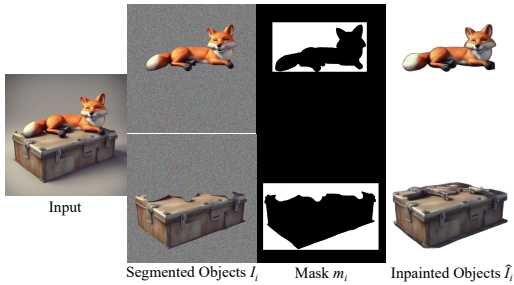 Input
Segmented Objects I_i
Mask m_i
Inpainted Objects Î_i